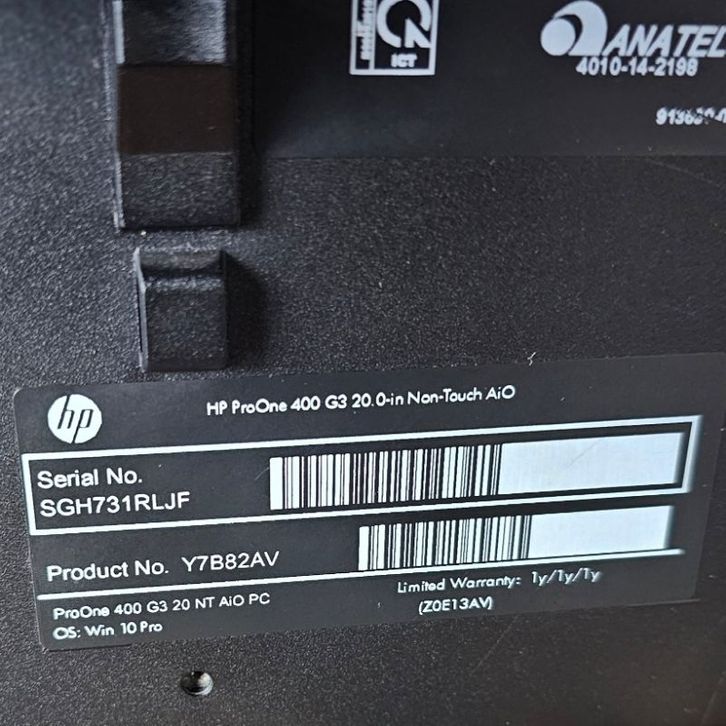 ICT
ANATEL
4010-14-2198
hp
HP ProOne 400 G3 20.0-in Non-Touch AiO
Serial No.
SGH731RLJF
Product No. Y7B82AV
Limited Warranty: 1y/1y/1y
(Z0E13AV)
ProOne 400 G3 20 NT AiO PC
OS: Win 10 Pro